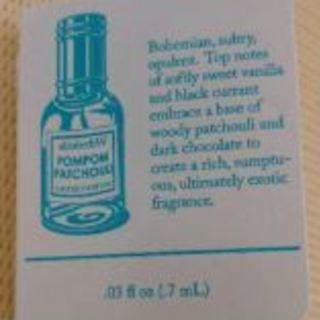 Bohemian, sultry,
opulent. Top notes
of softly sweet vanilla
and black currant
embrace a base of
woody patchouli and
dark chocolate to
create a rich, sumptu-
ous, ultimately exotic
fragrance.
elizabethW
POMPOM
PATCHOULI
.03 fl oz (.7 mL)